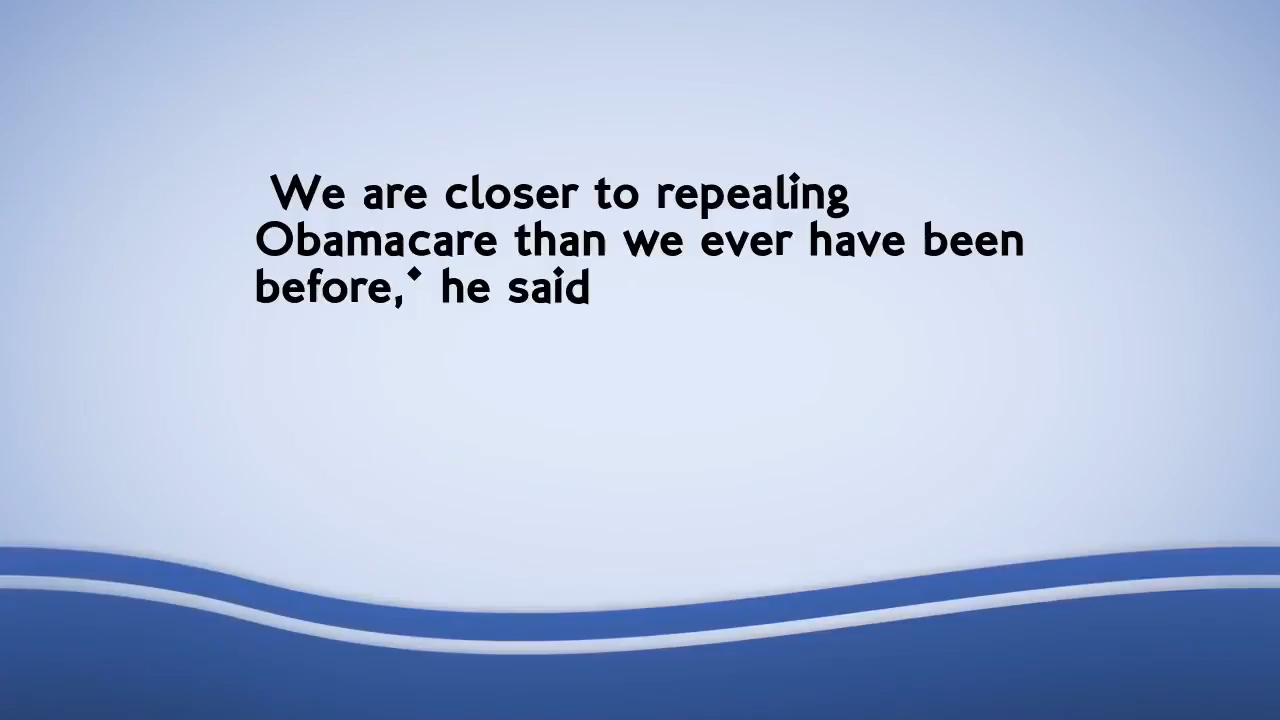 We are closer to repealing
Obamacare than we ever have been
before,' he said